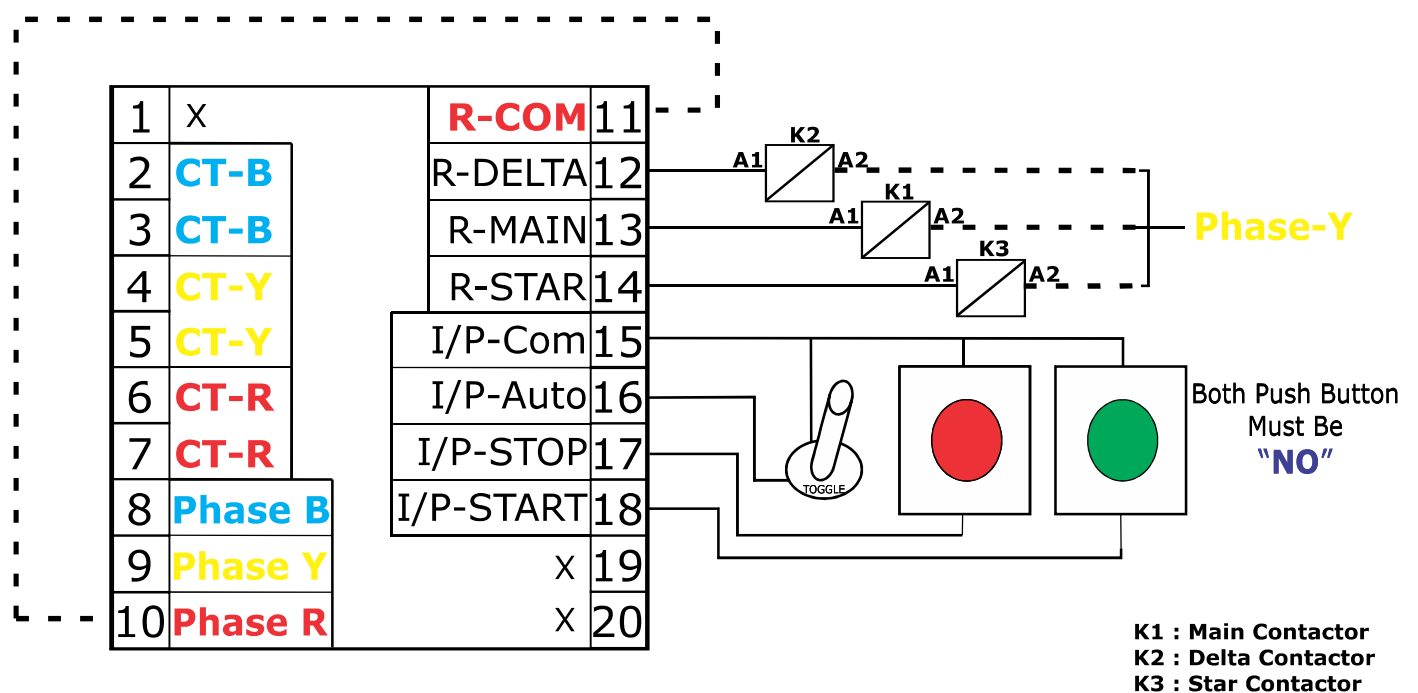 1 X R-COM 11
2 CT-B R-DELTA 12
3 CT-B R-MAIN 13
4 CT-Y R-STAR 14
5 CT-Y I/P-Com 15
6 CT-R I/P-Auto 16
7 CT-R I/P-STOP 17
8 Phase B I/P-START 18
9 Phase Y X 19
10 Phase R X 20
K2
A1 A2
K1
A1 A2
K3
A1 A2
Phase-Y
TOGGLE
Both Push Button
Must Be
"NO"
K1 : Main Contactor
K2 : Delta Contactor
K3 : Star Contactor